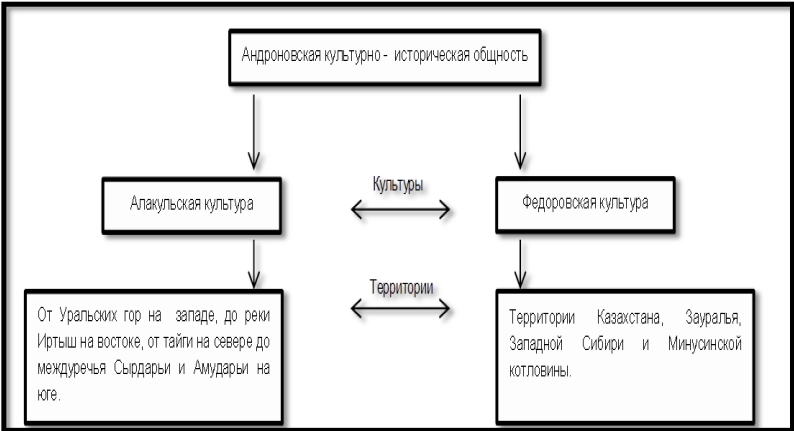 Андроновская культурно - историческая общность
Алакульская культура
Культуры
Федоровская культура
Территории
От Уральских гор на западе, до реки
Иртыш на востоке, от тайги на севере до
междуречья Сырдарьи и Амударьи на
юге.
Территории Казахстана, Зауралья,
Западной Сибири и Минусинской
котловины.